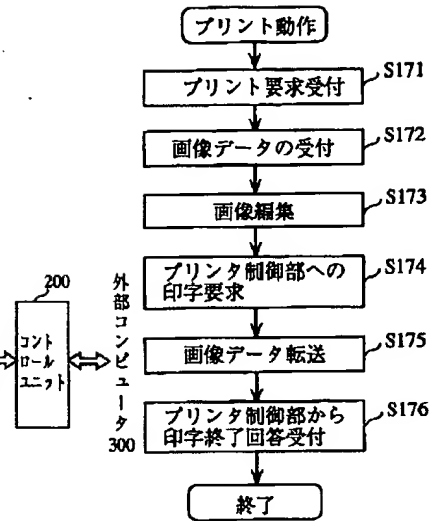 プリント動作
S171
プリント要求受付
S172
画像データの受付
S173
画像編集
S174
プリンタ制御部への
印字要求
S175
画像データ転送
S176
プリンタ制御部から
印字終了回答受付
終了
200
コント
ロール
ユニット
外部コンピュータ
300